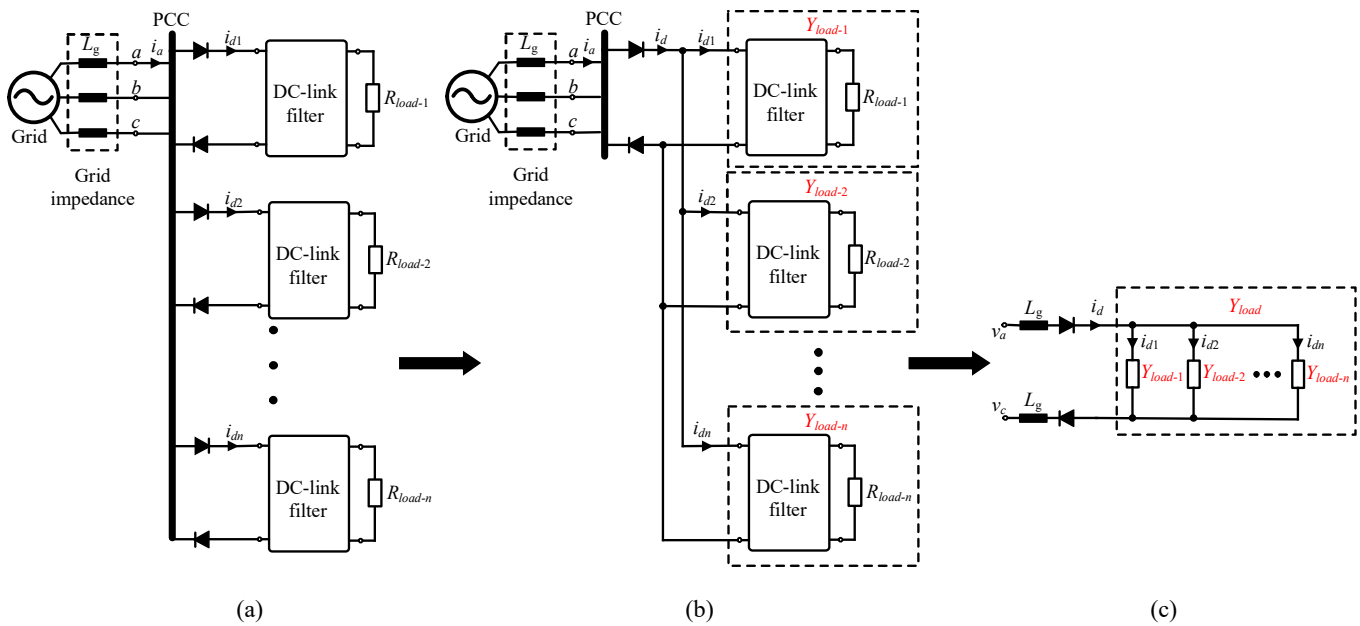 PCC
L_g
a
i_a
b
c
Grid
Grid
impedance
i_d1
DC-link
filter
R_load-1
i_d2
DC-link
filter
R_load-2
i_dn
DC-link
filter
R_load-n
(a)
PCC
L_g
a
i_a
b
c
Grid
Grid
impedance
i_d
i_d1
Y_load-1
DC-link
filter
R_load-1
Y_load-2
i_d2
DC-link
filter
R_load-2
Y_load-n
i_dn
DC-link
filter
R_load-n
(b)
v_a
L_g
i_d
Y_load
i_d1
i_d2
i_dn
Y_load-1
Y_load-2
Y_load-n
v_c
L_g
(c)